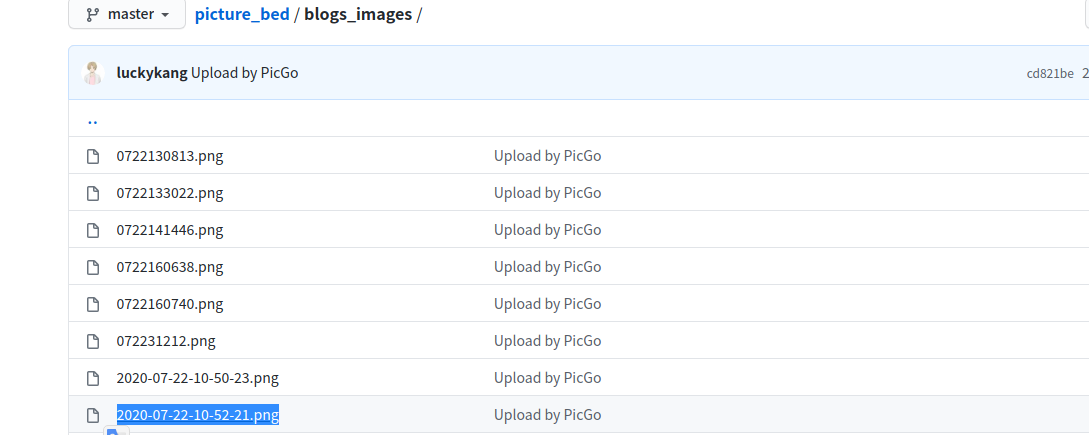 master picture_bed / blogs_images /
luckykang Upload by PicGo cd821be 2
..
0722130813.png Upload by PicGo
0722133022.png Upload by PicGo
0722141446.png Upload by PicGo
0722160638.png Upload by PicGo
0722160740.png Upload by PicGo
072231212.png Upload by PicGo
2020-07-22-10-50-23.png Upload by PicGo
2020-07-22-10-52-21.png Upload by PicGo